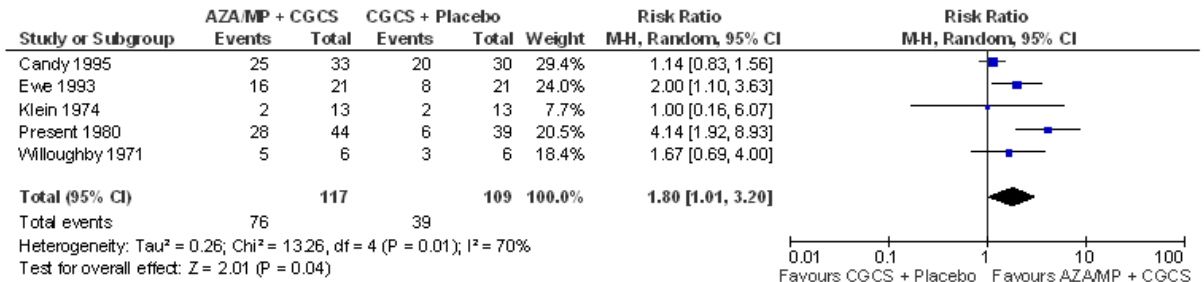 AZA/MP + CGCS CGCS + Placebo Risk Ratio Risk Ratio
Study or Subgroup Events Total Events Total Weight M-H, Random, 95% CI M-H, Random, 95% CI
Candy 1995 25 33 20 30 29.4% 1.14 [0.83, 1.56]
Ewe 1993 16 21 8 21 24.0% 2.00 [1.10, 3.63]
Klein 1974 2 13 2 13 7.7% 1.00 [0.16, 6.07]
Present 1980 28 44 6 39 20.5% 4.14 [1.92, 8.93]
Willoughby 1971 5 6 3 6 18.4% 1.67 [0.69, 4.00]
Total (95% CI) 117 109 100.0% 1.80 [1.01, 3.20]
Total events 76 39
Heterogeneity: Tau² = 0.26; Chi² = 13.26, df = 4 (P = 0.01); I² = 70%
Test for overall effect: Z = 2.01 (P = 0.04)
0.01 0.1 1 10 100
Favours CGCS + Placebo Favours AZA/MP + CGCS